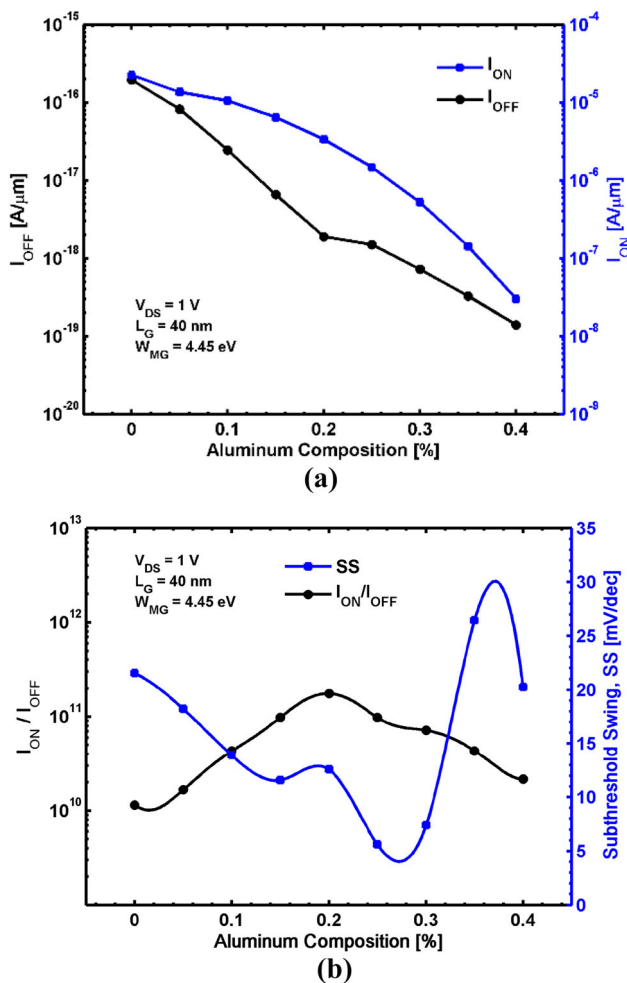 10^-15
10^-16
10^-17
10^-18
10^-19
10^-20
I_OFF [A/μm]
10^-4
10^-5
10^-6
10^-7
10^-8
10^-9
I_ON [A/μm]
I_ON
I_OFF
V_DS = 1 V
L_G = 40 nm
W_MG = 4.45 eV
0 0.1 0.2 0.3 0.4
Aluminum Composition [%]
(a)
10^13
10^12
10^11
10^10
I_ON / I_OFF
35
30
25
20
15
10
5
0
Subthreshold Swing, SS [mV/dec]
V_DS = 1 V
L_G = 40 nm
W_MG = 4.45 eV
SS
I_ON/I_OFF
0 0.1 0.2 0.3 0.4
Aluminum Composition [%]
(b)